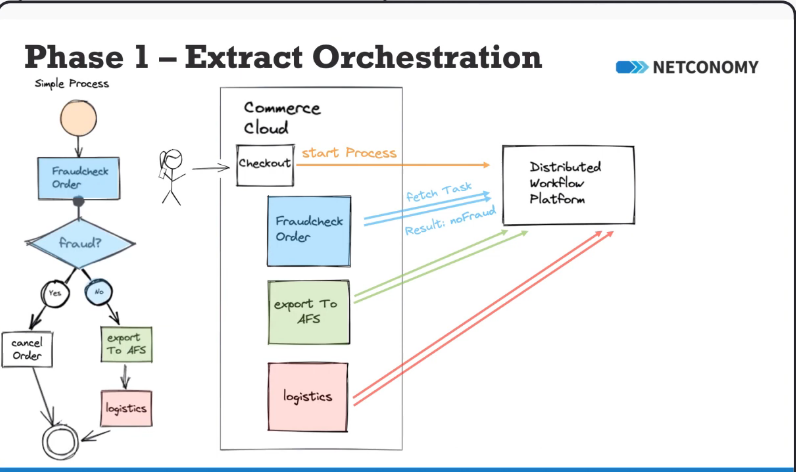 Phase 1 – Extract Orchestration
NETCONOMY
Simple Process
Fraudcheck
Order
fraud?
Yes
No
cancel
Order
export
To AFS
logistics
Commerce
Cloud
Checkout
start Process
Fraudcheck
Order
fetch Task
Result: noFraud
export To
AFS
logistics
Distributed
Workflow
Platform